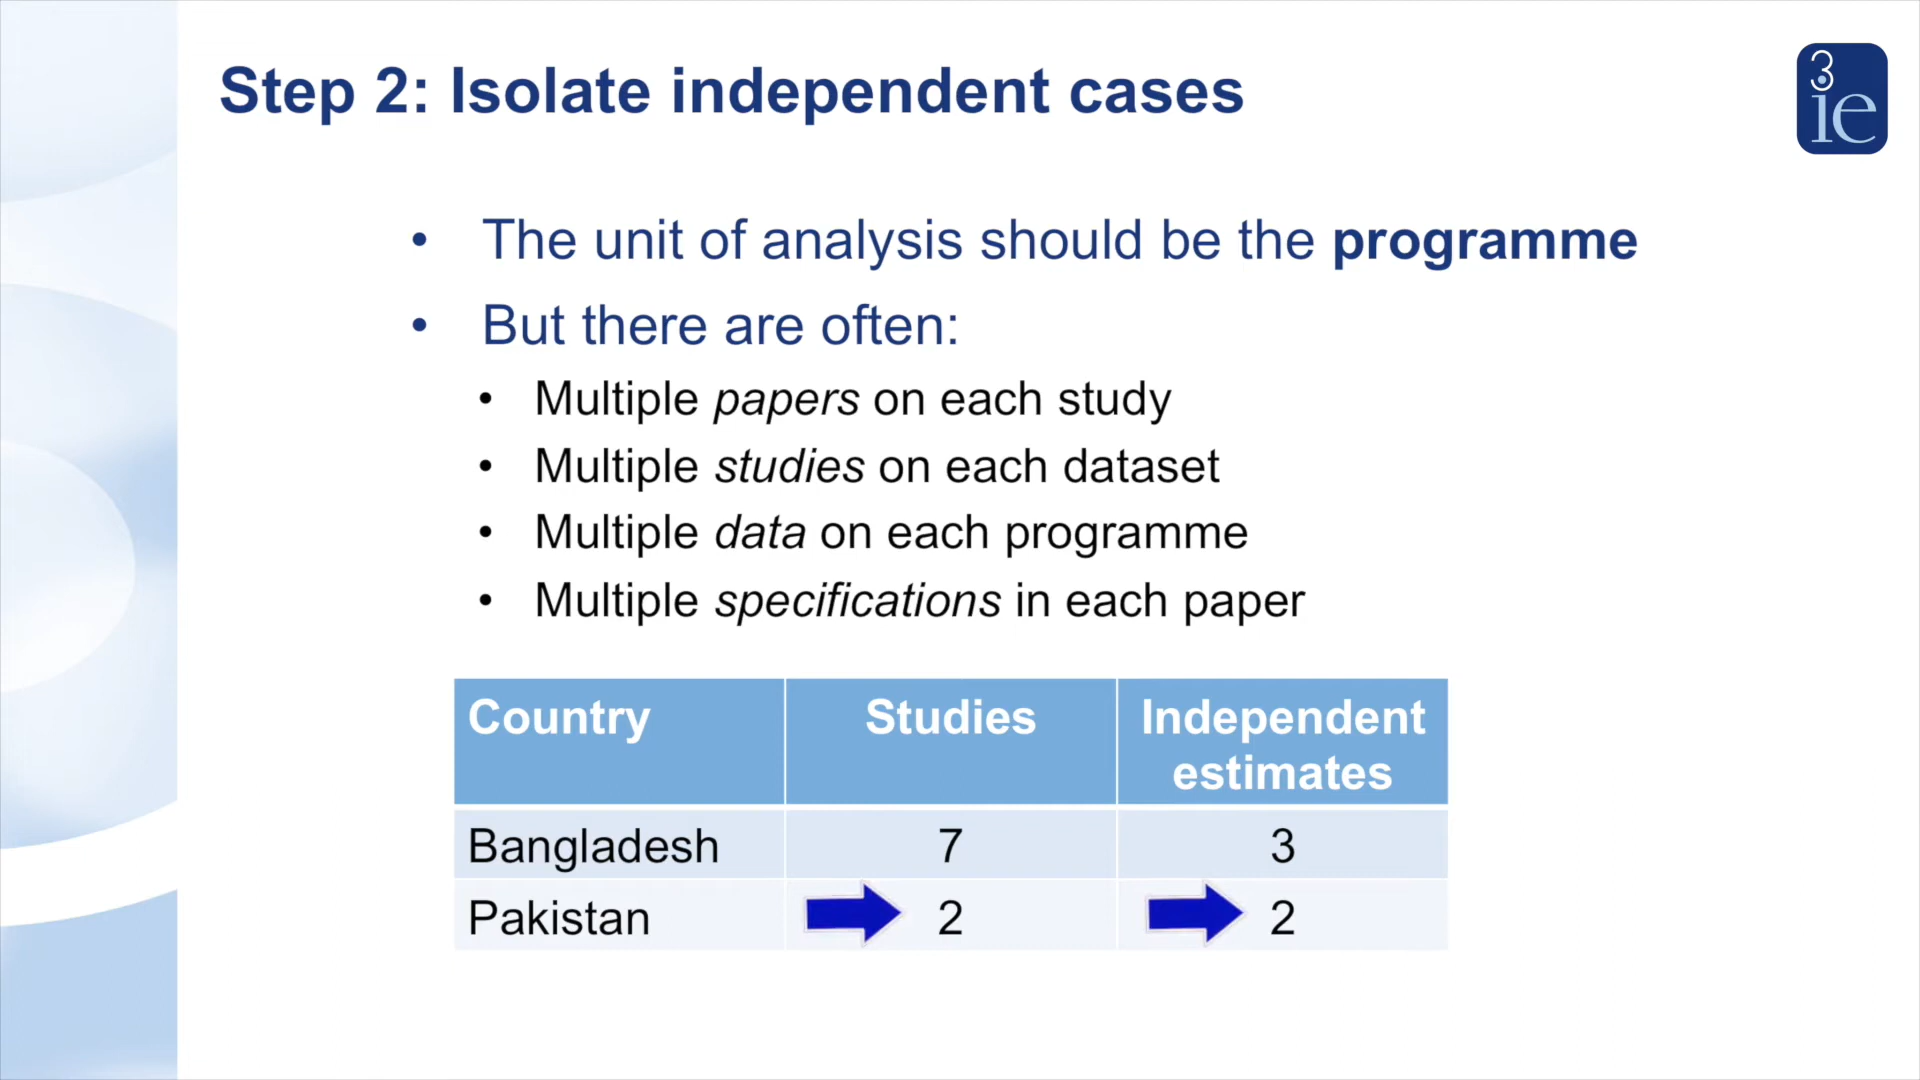 Step 2: Isolate independent cases
3
ie
• The unit of analysis should be the programme
• But there are often:
• Multiple papers on each study
• Multiple studies on each dataset
• Multiple data on each programme
• Multiple specifications in each paper
Country Studies Independent estimates
Bangladesh 7 3
Pakistan 2 2